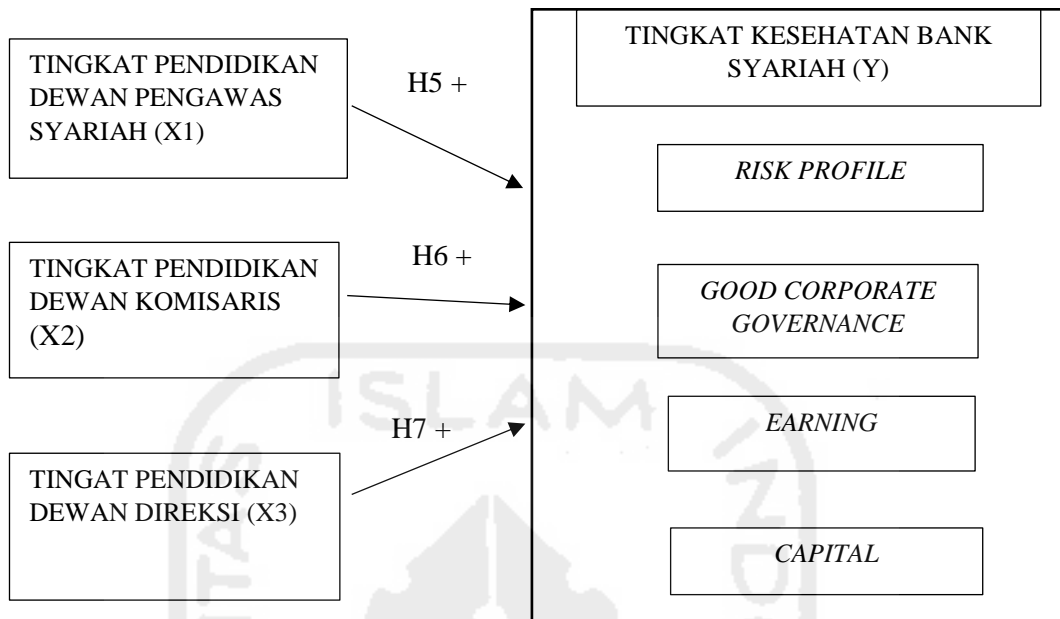 TINGKAT PENDIDIKAN
DEWAN PENGAWAS
SYARIAH (X1)
H5 +
TINGKAT PENDIDIKAN
DEWAN KOMISARIS
(X2)
H6 +
TINGAT PENDIDIKAN
DEWAN DIREKSI (X3)
H7 +
TINGKAT KESEHATAN BANK
SYARIAH (Y)
RISK PROFILE
GOOD CORPORATE
GOVERNANCE
EARNING
CAPITAL
ISLAM